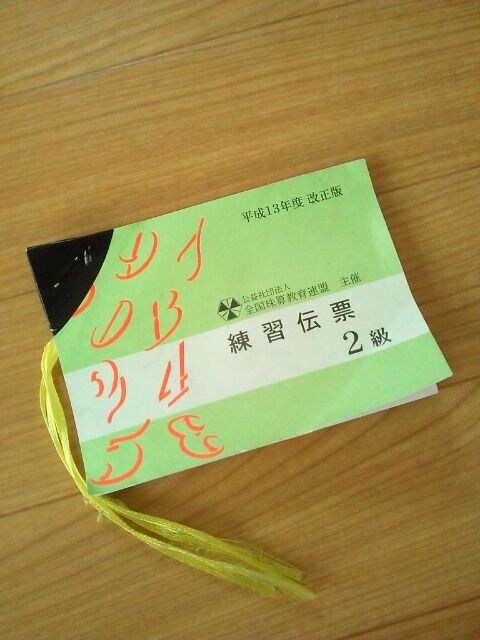 平成13年度 改正版
公益社団法人
全国珠算教育連盟 主催
練習伝票
2級